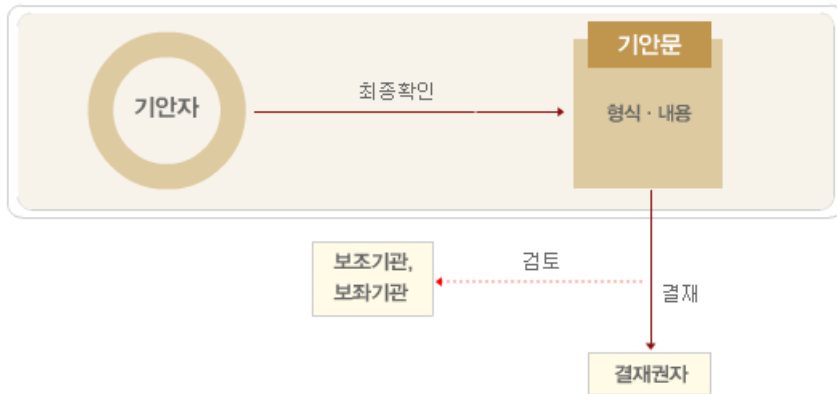 기안문
최종확인
기안자
형식 · 내용
보조기관,
보좌기관
검토
결재
결재권자